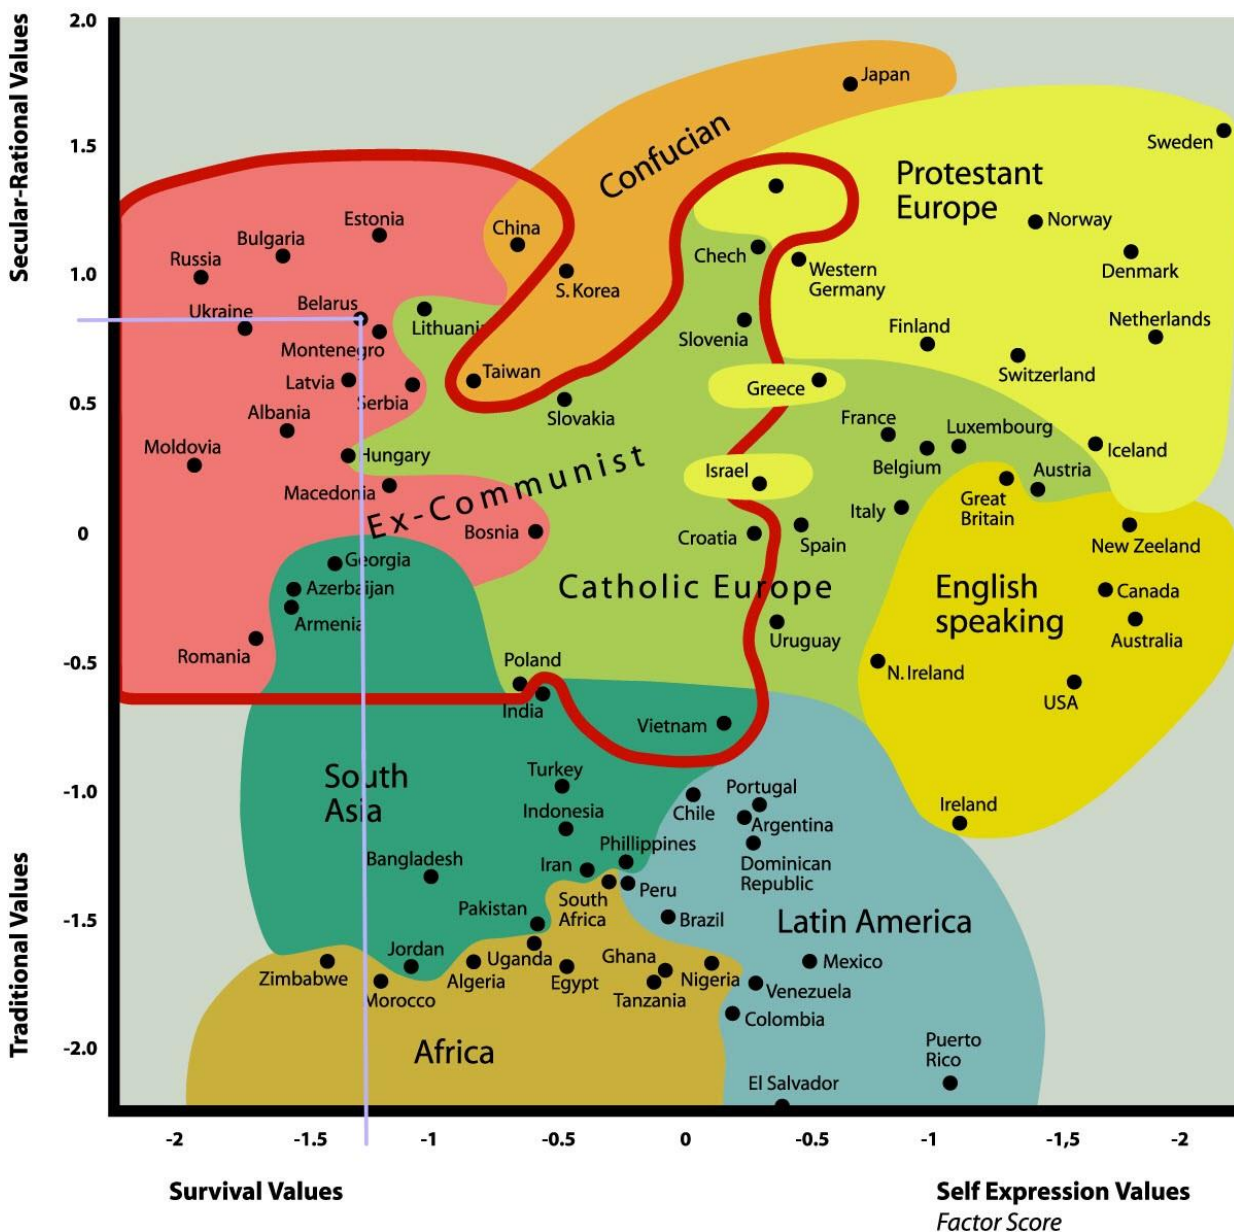 Secular-Rational Values
Traditional Values
2.0
1.5
1.0
0.5
0
-0.5
-1.0
-1.5
-2.0
Japan
Confucian
Sweden
Protestant
Europe
Norway
Denmark
Estonia
China
Bulgaria
Russia
S. Korea
Chech
Western
Germany
Belarus
Ukraine
Lithuania
Montenegro
Slovenia
Finland
Netherlands
Switzerland
Latvia
Serbia
Taiwan
Greece
Albania
Slovakia
France
Luxembourg
Moldovia
Hungary
Belgium
Iceland
Macedonia
Ex-Communist
Israel
Austria
Great
Britain
Italy
Bosnia
Croatia
Spain
New Zeeland
Georgia
Azerbaijan
Armenia
Catholic Europe
English
speaking
Canada
Australia
Romania
Uruguay
Poland
India
N. Ireland
USA
Vietnam
South
Asia
Turkey
Indonesia
Chile
Portugal
Argentina
Ireland
Bangladesh
Iran
Phillippines
Dominican
Republic
Pakistan
South
Africa
Peru
Brazil
Latin America
Zimbabwe
Jordan
Morocco
Algeria
Uganda
Egypt
Ghana
Tanzania
Nigeria
Mexico
Venezuela
Colombia
Africa
Puerto
Rico
El Salvador
-2 -1.5 -1 -0.5 0 -0.5 -1 -1,5 -2
Survival Values
Self Expression Values
Factor Score